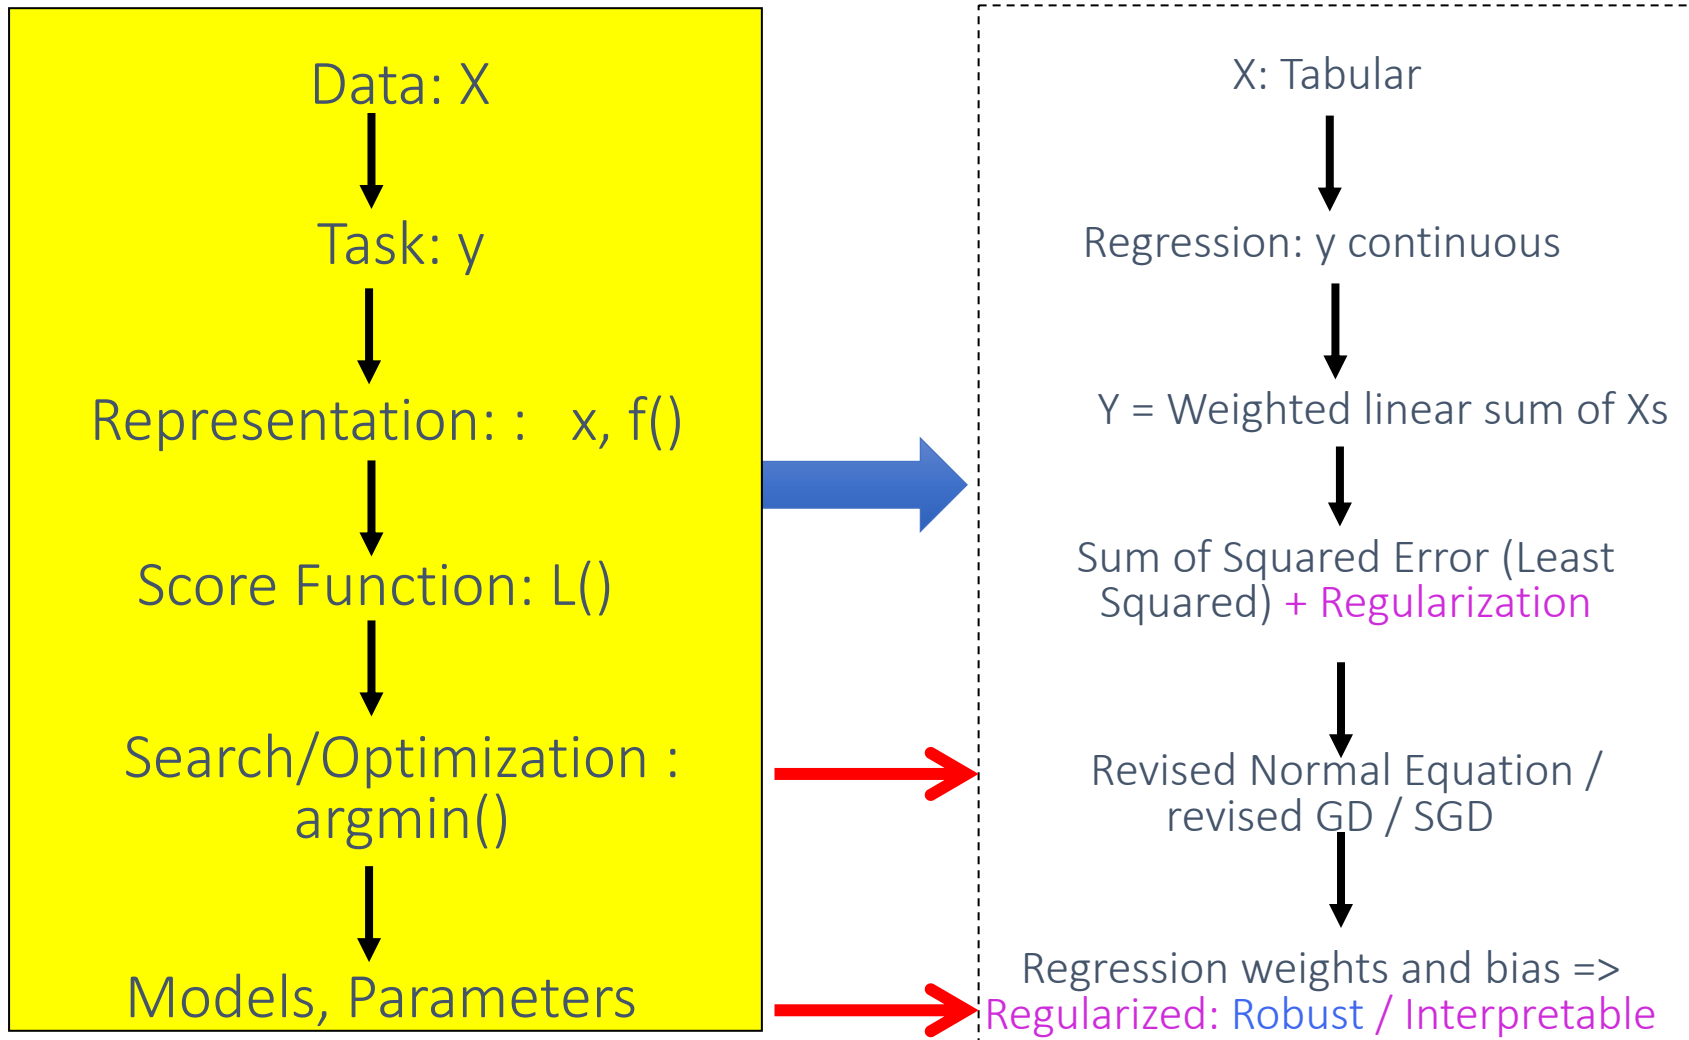 Data: X
Task: y
Representation: :   x, f()
Score Function: L()
Search/Optimization :
argmin()
Models, Parameters
X: Tabular
Regression: y continuous
Y = Weighted linear sum of Xs
Sum of Squared Error (Least
Squared) + Regularization
Revised Normal Equation /
revised GD / SGD
Regression weights and bias =>
Regularized: Robust / Interpretable